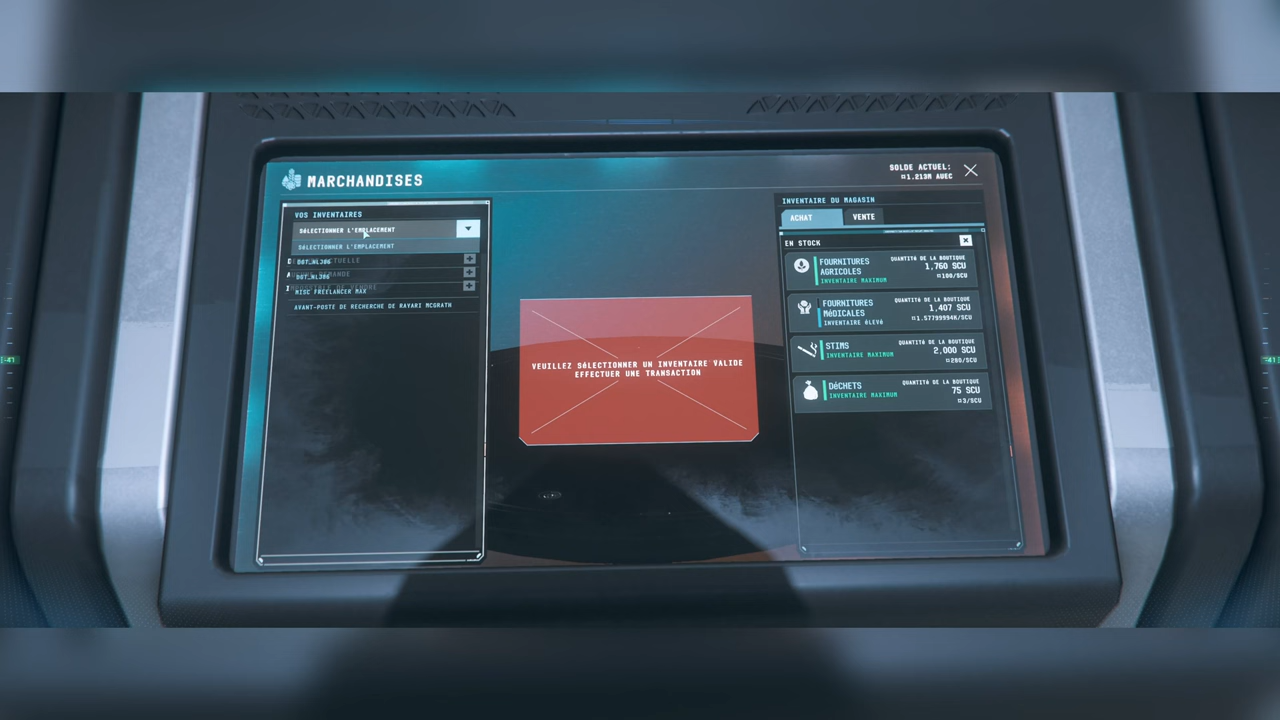 MARCHANDISES
SOLDE ACTUEL:
¤1.213M AUEC
VOS INVENTAIRES
SÉLECTIONNER L'EMPLACEMENT
SÉLECTIONNER L'EMPLACEMENT
MISC FREELANCER MAX
AVANT-POSTE DE RECHERCHE DE RAYARI MCGRATH
VEUILLEZ SÉLECTIONNER UN INVENTAIRE VALIDE
EFFECTUER UNE TRANSACTION
INVENTAIRE DU MAGASIN
ACHAT
VENTE
EN STOCK
FOURNITURES
AGRICOLES
INVENTAIRE MAXIMUM
QUANTITÉ DE LA BOUTIQUE
1,760 SCU
¤100/SCU
FOURNITURES
MÉDICALES
INVENTAIRE ÉLEVÉ
QUANTITÉ DE LA BOUTIQUE
1,407 SCU
¤1.57799994K/SCU
STIMS
INVENTAIRE MAXIMUM
QUANTITÉ DE LA BOUTIQUE
2,000 SCU
¤280/SCU
DÉCHETS
INVENTAIRE MAXIMUM
QUANTITÉ DE LA BOUTIQUE
75 SCU
¤3/SCU
-41